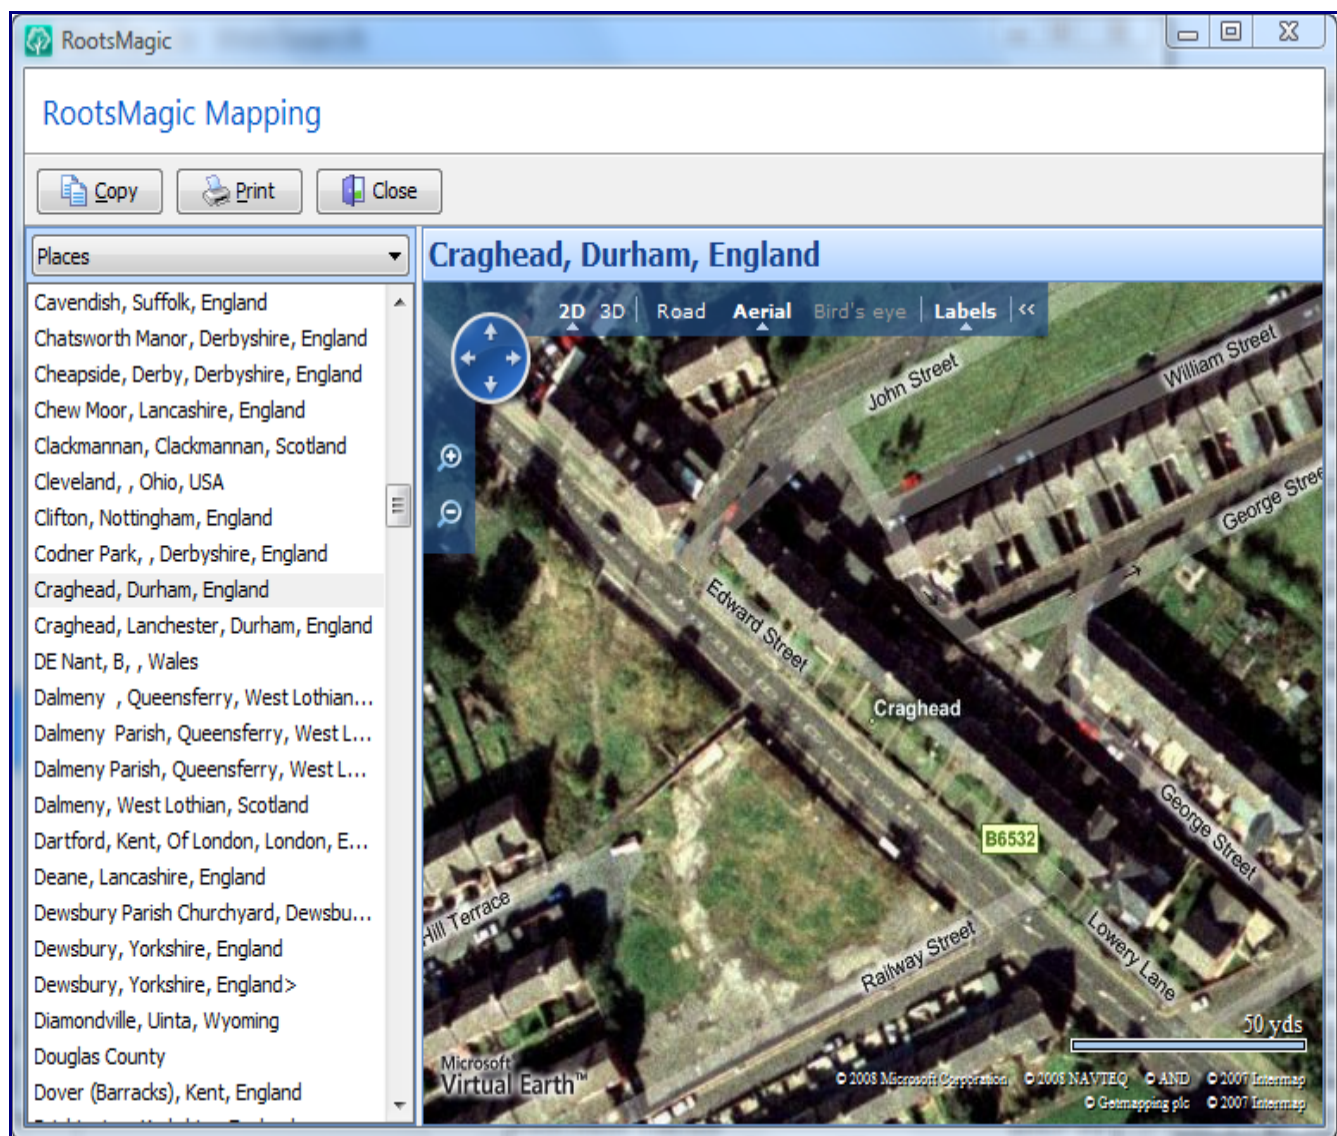 RootsMagic
RootsMagic Mapping
Copy Print Close
Places
Cavendish, Suffolk, England
Chatsworth Manor, Derbyshire, England
Cheapside, Derby, Derbyshire, England
Chew Moor, Lancashire, England
Clackmannan, Clackmannan, Scotland
Cleveland, , Ohio, USA
Clifton, Nottingham, England
Codner Park, , Derbyshire, England
Craghead, Durham, England
Craghead, Lanchester, Durham, England
DE Nant, B, , Wales
Dalmeny , Queensferry, West Lothian...
Dalmeny Parish, Queensferry, West L...
Dalmeny Parish, Queensferry, West L...
Dalmeny, West Lothian, Scotland
Dartford, Kent, Of London, London, E...
Deane, Lancashire, England
Dewsbury Parish Churchyard, Dewsbu...
Dewsbury, Yorkshire, England
Dewsbury, Yorkshire, England>
Diamondville, Uinta, Wyoming
Douglas County
Dover (Barracks), Kent, England
Craghead, Durham, England
2D 3D | Road Aerial Bird's eye | Labels | <<
John Street
William Street
George Stree
Edward Street
Craghead
B6532
George Street
Hill Terrace
Railway Street
Lowery Lane
50 yds
Microsoft
Virtual Earth™
© 2008 Microsoft Corporation © 2008 NAVTEQ © AND © 2007 Intermap
© Getmapping plc © 2007 Intermap